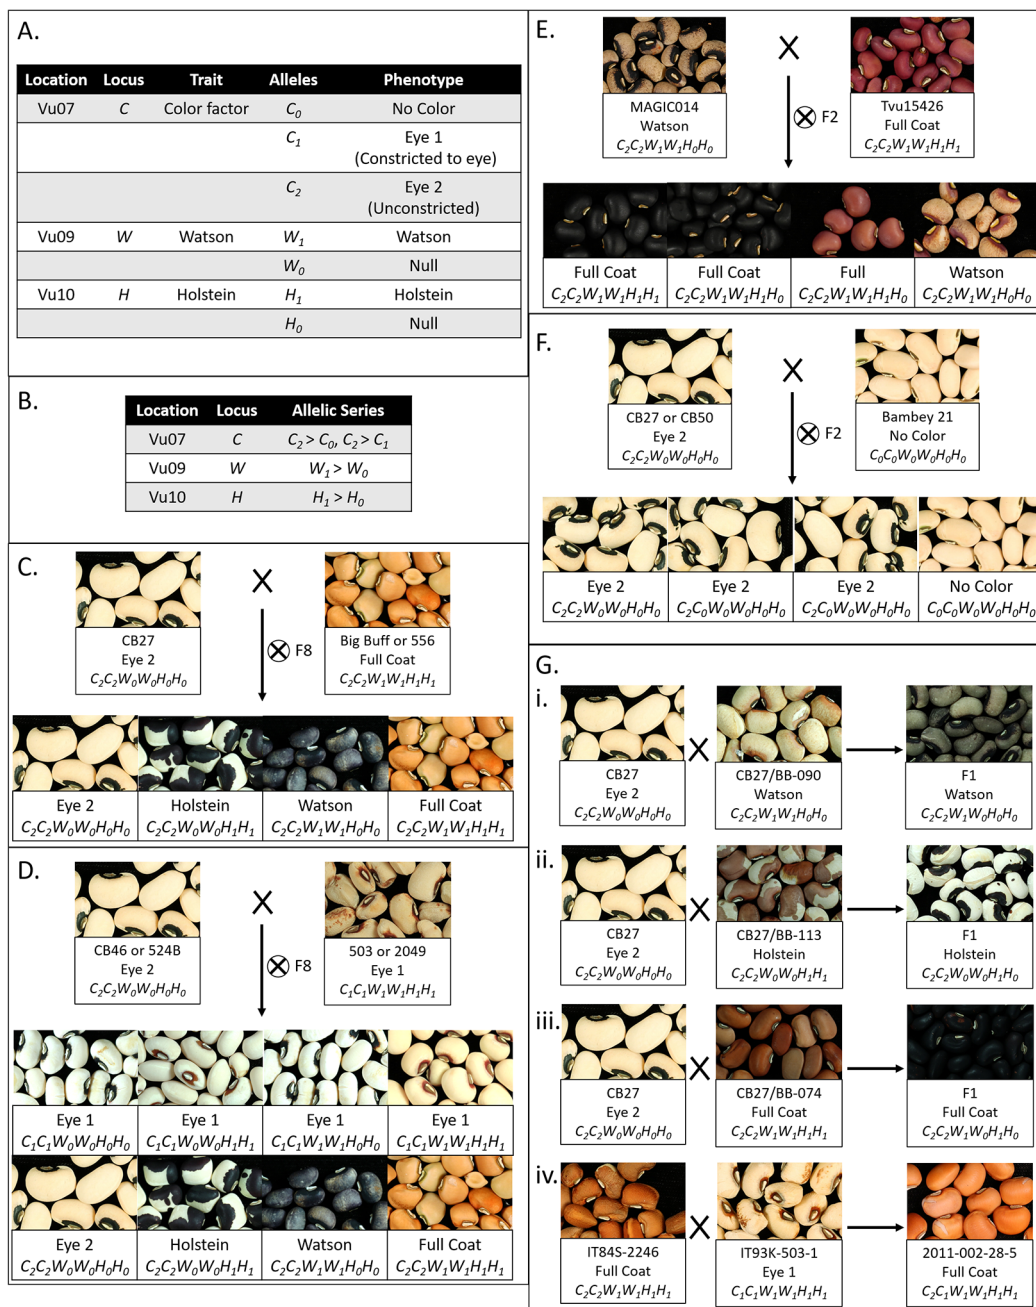 A.
Location Locus Trait Alleles Phenotype
Vu07 C Color factor C₀ No Color
C₁ Eye 1
(Constricted to eye)
C₂ Eye 2
(Unconstricted)
Vu09 W Watson W₁ Watson
W₀ Null
Vu10 H Holstein H₁ Holstein
H₀ Null
B.
Location Locus Allelic Series
Vu07 C C₂ > C₀, C₂ > C₁
Vu09 W W₁ > W₀
Vu10 H H₁ > H₀
C.
X
CB27
Eye 2
C₂C₂W₀W₀H₀H₀
Big Buff or 556
Full Coat
C₂C₂W₁W₁H₁H₁
F8
Eye 2 Holstein Watson Full Coat
C₂C₂W₀W₀H₀H₀ C₂C₂W₀W₀H₁H₁ C₂C₂W₁W₁H₀H₀ C₂C₂W₁W₁H₁H₁
D.
X
CB46 or 524B
Eye 2
C₂C₂W₀W₀H₀H₀
503 or 2049
Eye 1
C₁C₁W₁W₁H₁H₁
F8
Eye 1 Eye 1 Eye 1 Eye 1
C₁C₁W₀W₀H₀H₀ C₁C₁W₀W₀H₁H₁ C₁C₁W₁W₁H₀H₀ C₁C₁W₁W₁H₁H₁
Eye 2 Holstein Watson Full Coat
C₂C₂W₀W₀H₀H₀ C₂C₂W₀W₀H₁H₁ C₂C₂W₁W₁H₀H₀ C₂C₂W₁W₁H₁H₁
E.
X
MAGIC014
Watson
C₂C₂W₁W₁H₀H₀
Tvu15426
Full Coat
C₂C₂W₁W₁H₁H₁
F2
Full Coat Full Coat Full Watson
C₂C₂W₁W₁H₁H₁ C₂C₂W₁W₁H₁H₀ C₂C₂W₁W₁H₁H₀ C₂C₂W₁W₁H₀H₀
F.
X
CB27 or CB50
Eye 2
C₂C₂W₀W₀H₀H₀
Bambey 21
No Color
C₀C₀W₀W₀H₀H₀
F2
Eye 2 Eye 2 Eye 2 No Color
C₂C₂W₀W₀H₀H₀ C₂C₀W₀W₀H₀H₀ C₂C₀W₀W₀H₀H₀ C₀C₀W₀W₀H₀H₀
G.
i.
X
CB27 CB27/BB-090 F1
Eye 2 Watson Watson
C₂C₂W₀W₀H₀H₀ C₂C₂W₁W₁H₀H₀ C₂C₂W₁W₀H₀H₀
ii.
X
CB27 CB27/BB-113 F1
Eye 2 Holstein Holstein
C₂C₂W₀W₀H₀H₀ C₂C₂W₀W₀H₁H₁ C₂C₂W₀W₀H₁H₀
iii.
X
CB27 CB27/BB-074 F1
Eye 2 Full Coat Full Coat
C₂C₂W₀W₀H₀H₀ C₂C₂W₁W₁H₁H₁ C₂C₂W₁W₀H₁H₀
iv.
X
IT84S-2246 IT93K-503-1 2011-002-28-5
Full Coat Eye 1 Full Coat
C₂C₂W₁W₁H₁H₁ C₁C₁W₁W₁H₁H₁ C₂C₁W₁W₁H₁H₁